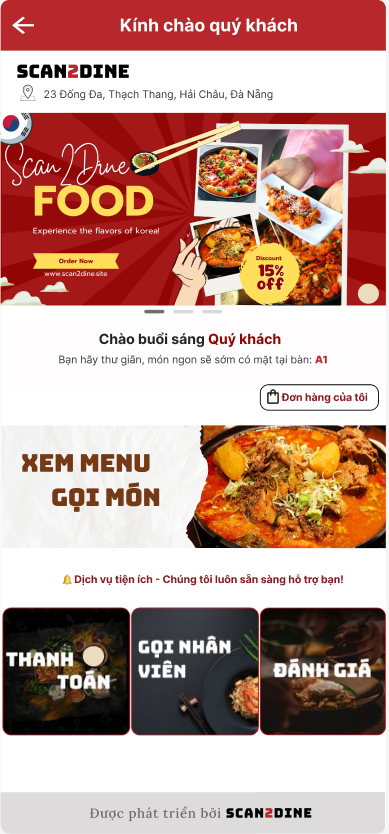 Kính chào quý khách
SCAN2DINE
23 Đống Đa, Thạch Thang, Hải Châu, Đà Nẵng
Scan2Dine
FOOD
Experience the flavors of korea!
Order Now
www.scan2dine.site
Discount
15%
off
Chào buổi sáng Quý khách
Bạn hãy thư giãn, món ngon sẽ sớm có mặt tại bàn: A1
Đơn hàng của tôi
XEM MENU
GỌI MÓN
Dịch vụ tiện ích - Chúng tôi luôn sẵn sàng hỗ trợ bạn!
THANH
TOÁN
GỌI NHÂN
VIÊN
ĐÁNH GIÁ
Được phát triển bởi SCAN2DINE